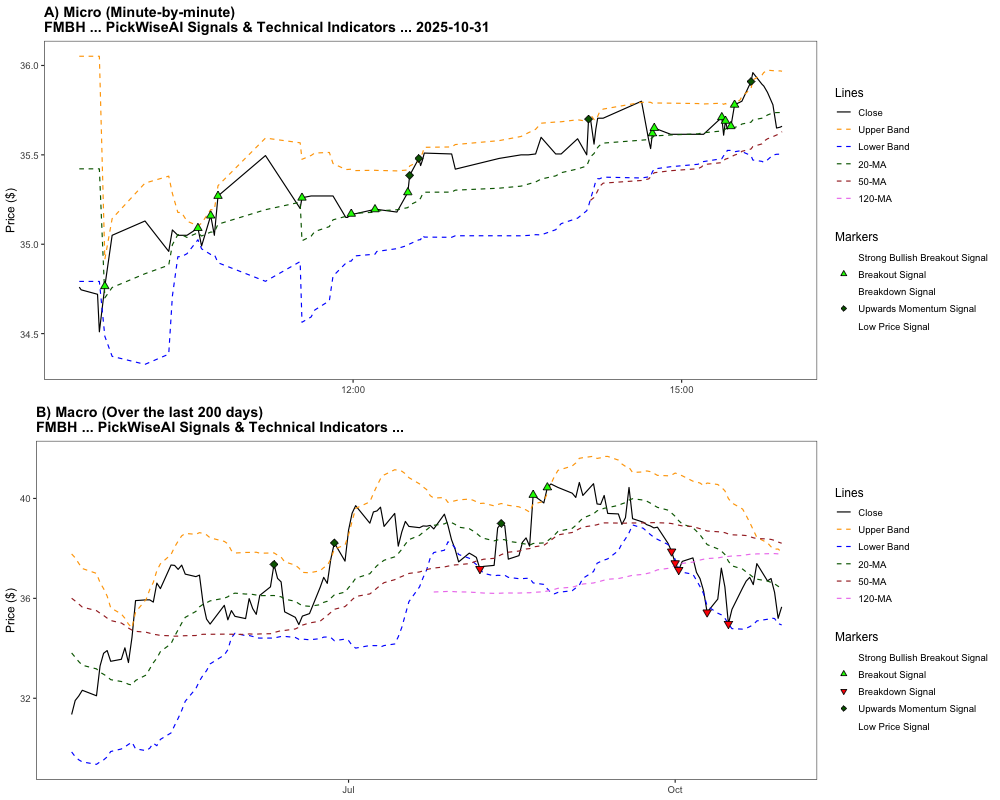 A) Micro (Minute-by-minute)
FMBH ... PickWiseAI Signals & Technical Indicators ... 2025-10-31
36.0
35.5
35.0
34.5
Price ($)
12:00
15:00
Lines
Close
Upper Band
Lower Band
20-MA
50-MA
120-MA
Markers
Strong Bullish Breakout Signal
Breakout Signal
Breakdown Signal
Upwards Momentum Signal
Low Price Signal
B) Macro (Over the last 200 days)
FMBH ... PickWiseAI Signals & Technical Indicators ...
40
36
32
Price ($)
Jul
Oct
Lines
Close
Upper Band
Lower Band
20-MA
50-MA
120-MA
Markers
Strong Bullish Breakout Signal
Breakout Signal
Breakdown Signal
Upwards Momentum Signal
Low Price Signal